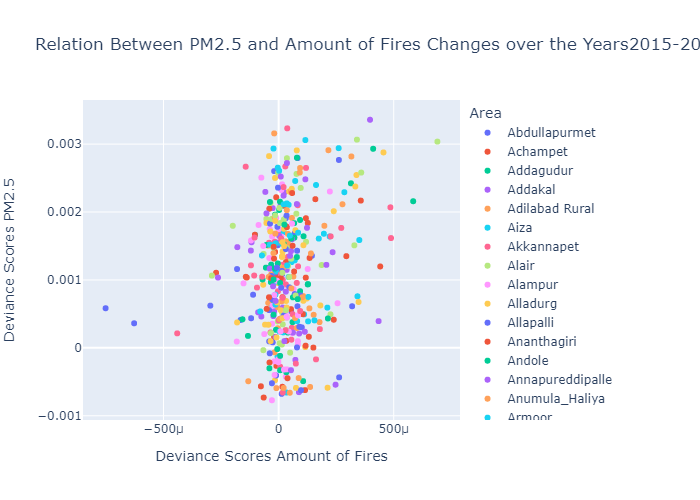 Relation Between PM2.5 and Amount of Fires Changes over the Years2015-20
Area
Abdullapurmet
Achampet
Addagudur
Addakal
Adilabad Rural
Aiza
Akkannapet
Alair
Alampur
Alladurg
Allapalli
Ananthagiri
Andole
Annapureddipalle
Anumula_Haliya
Armoor
0.003
0.002
0.001
0
−0.001
Deviance Scores PM2.5
−500μ
0
500μ
Deviance Scores Amount of Fires